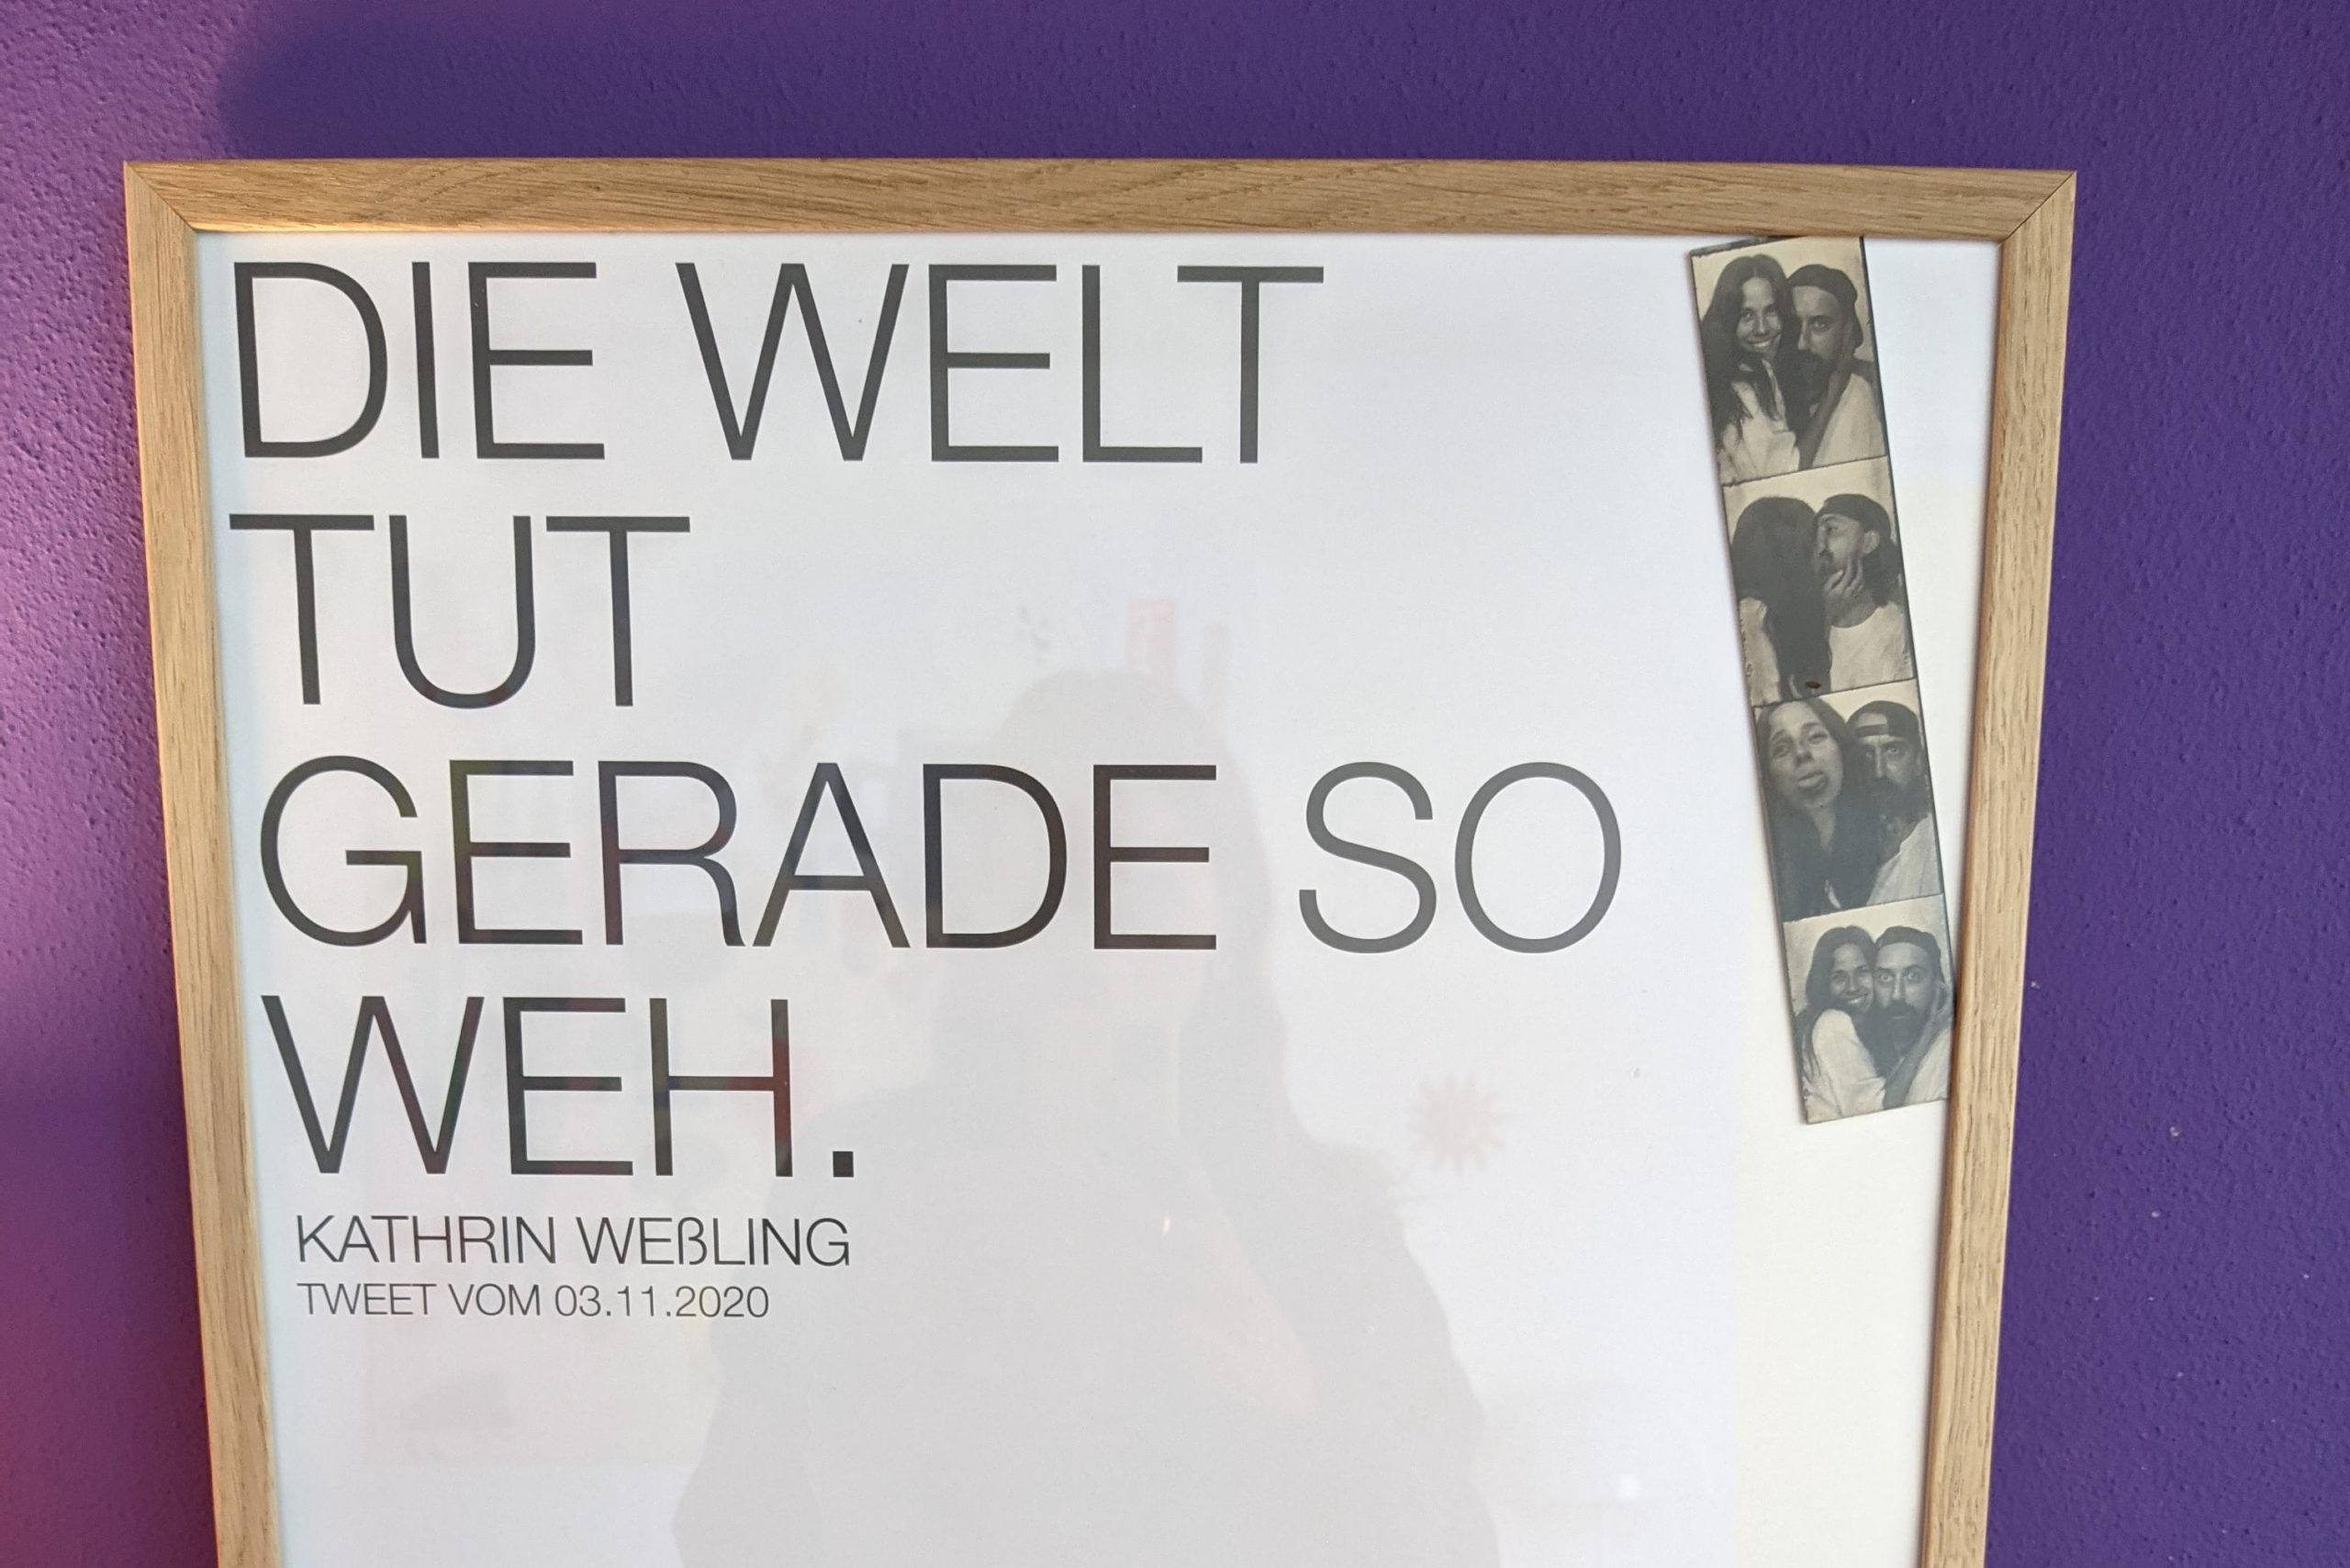 DIE WELT
TUT
GERADE SO
WEH.
KATHRIN WEßLING
TWEET VOM 03.11.2020